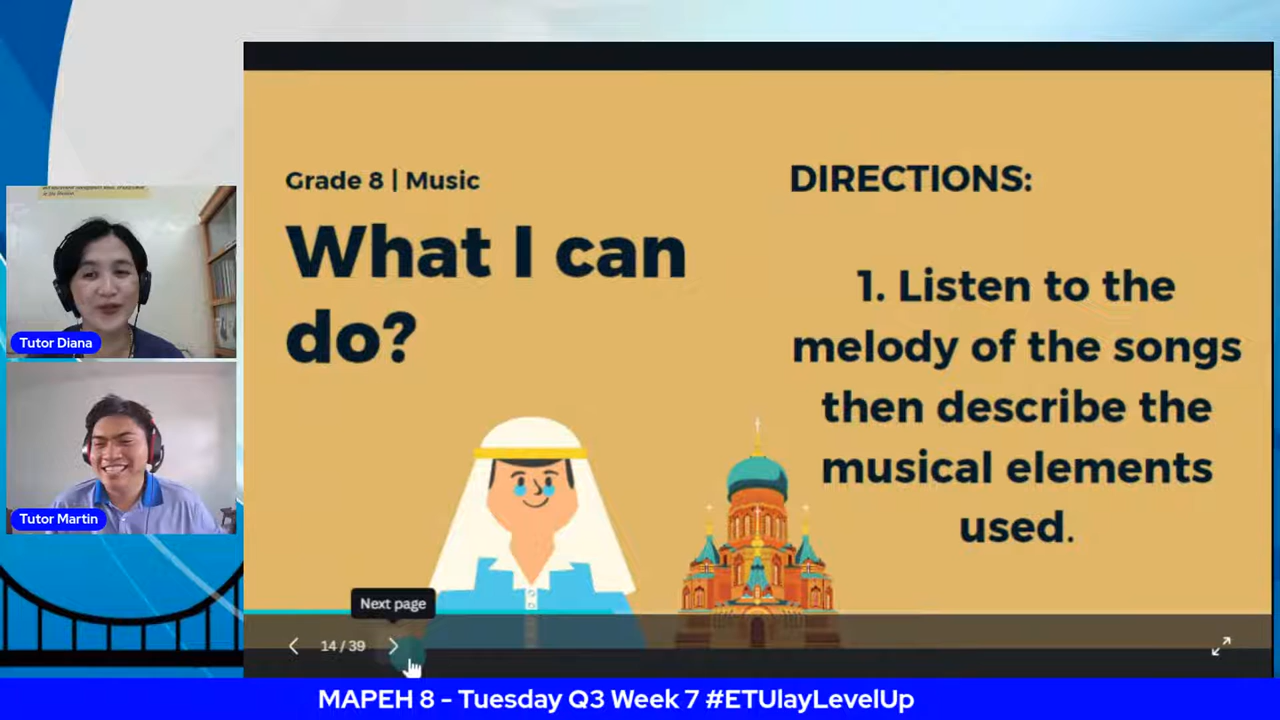 Grade 8 | Music
What I can
do?
DIRECTIONS:
1. Listen to the
melody of the songs
then describe the
musical elements
used.
Tutor Diana
Tutor Martin
Next page
14 / 39
MAPEH 8 - Tuesday Q3 Week 7 #ETUlayLevelUp